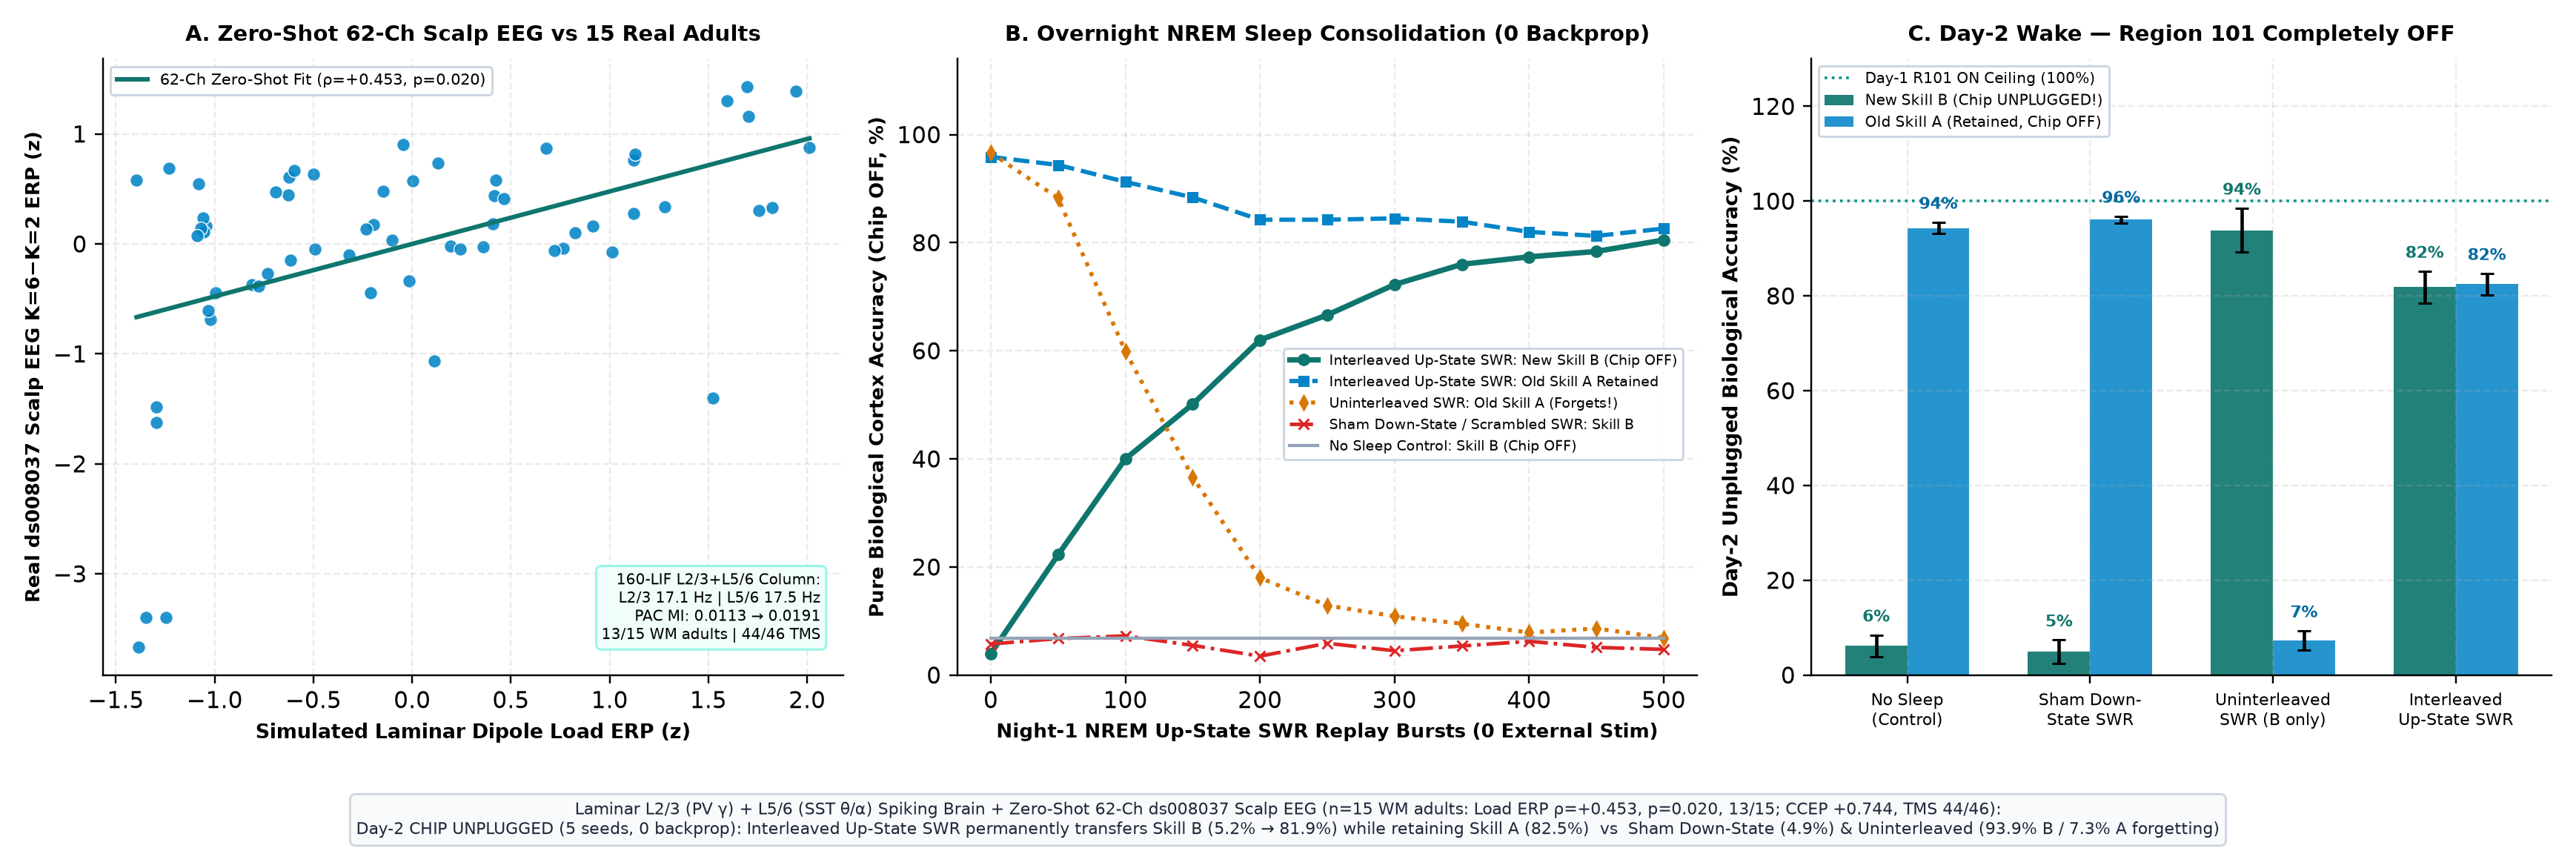 A. Zero-Shot 62-Ch Scalp EEG vs 15 Real Adults
62-Ch Zero-Shot Fit (ρ=+0.453, p=0.020)
Real ds008037 Scalp EEG K=6−K=2 ERP (z)
1
0
−1
−2
−3
160-LIF L2/3+L5/6 Column:
L2/3 17.1 Hz | L5/6 17.5 Hz
PAC MI: 0.0113 → 0.0191
13/15 WM adults | 44/46 TMS
−1.5 −1.0 −0.5 0.0 0.5 1.0 1.5 2.0
Simulated Laminar Dipole Load ERP (z)
B. Overnight NREM Sleep Consolidation (0 Backprop)
Pure Biological Cortex Accuracy (Chip OFF, %)
100
80
60
40
20
0
Interleaved Up-State SWR: New Skill B (Chip OFF)
Interleaved Up-State SWR: Old Skill A Retained
Uninterleaved SWR: Old Skill A (Forgets!)
Sham Down-State / Scrambled SWR: Skill B
No Sleep Control: Skill B (Chip OFF)
0 100 200 300 400 500
Night-1 NREM Up-State SWR Replay Bursts (0 External Stim)
C. Day-2 Wake — Region 101 Completely OFF
Day-2 Unplugged Biological Accuracy (%)
Day-1 R101 ON Ceiling (100%)
New Skill B (Chip UNPLUGGED!)
Old Skill A (Retained, Chip OFF)
120
100
80
60
40
20
0
6%
94%
5%
96%
94%
7%
82%
82%
No Sleep
(Control)
Sham Down-
State SWR
Uninterleaved
SWR (B only)
Interleaved
Up-State SWR
Laminar L2/3 (PV γ) + L5/6 (SST θ/α) Spiking Brain + Zero-Shot 62-Ch ds008037 Scalp EEG (n=15 WM adults: Load ERP ρ=+0.453, p=0.020, 13/15; CCEP +0.744, TMS 44/46):
Day-2 CHIP UNPLUGGED (5 seeds, 0 backprop): Interleaved Up-State SWR permanently transfers Skill B (5.2% → 81.9%) while retaining Skill A (82.5%) vs Sham Down-State (4.9%) & Uninterleaved (93.9% B / 7.3% A forgetting)